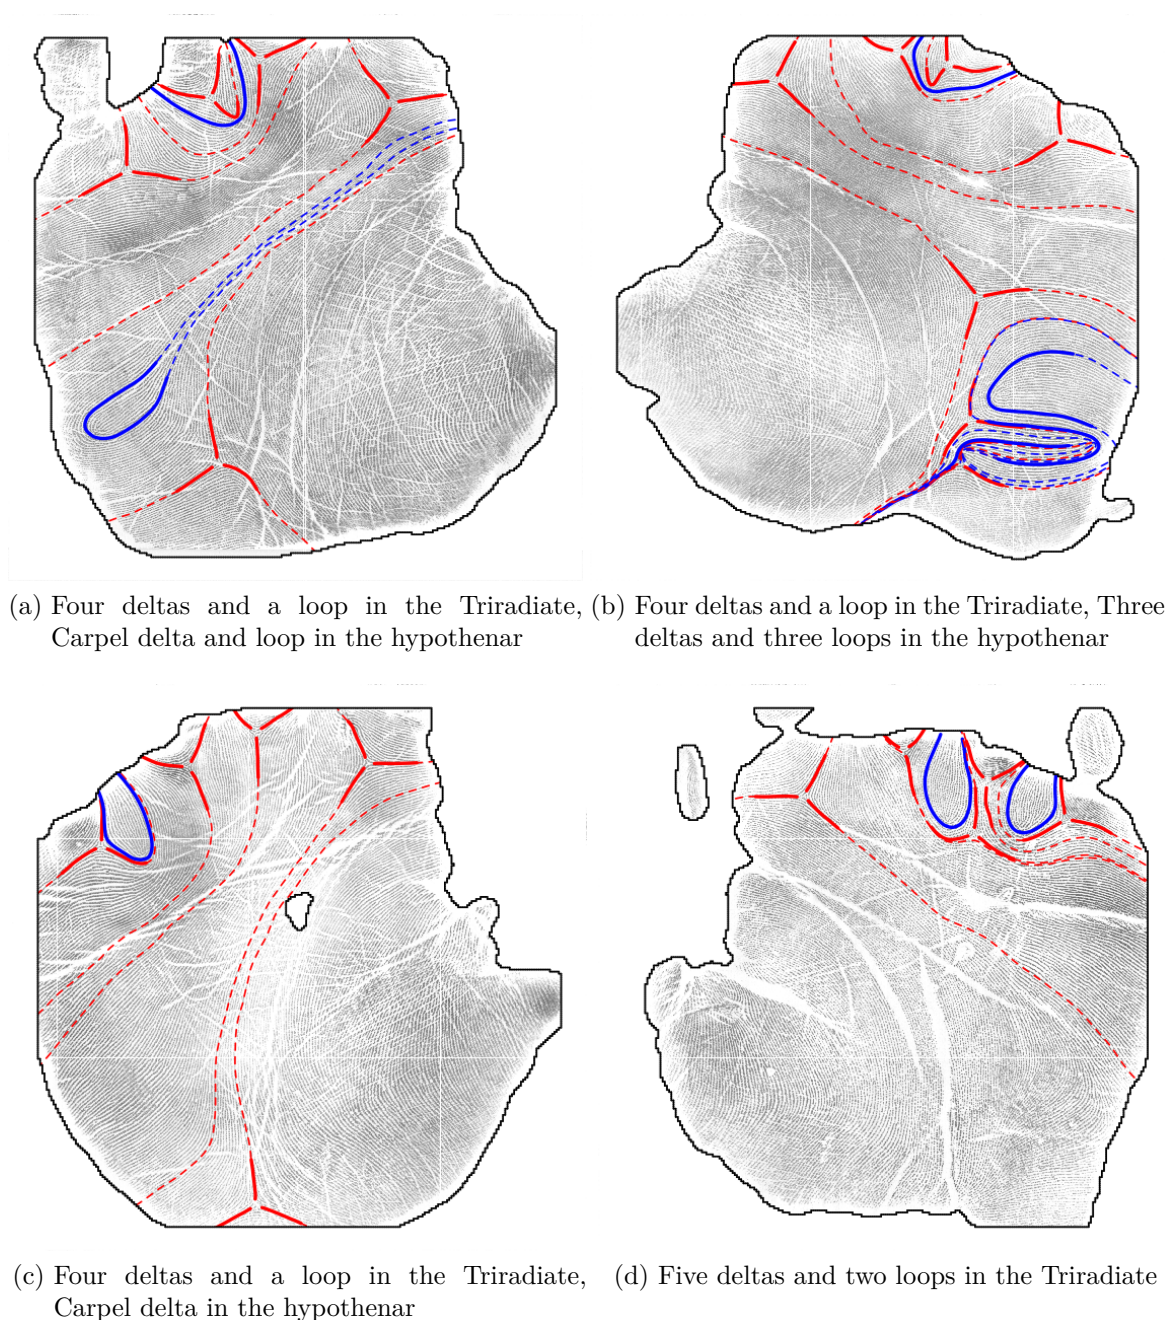 (a) Four deltas and a loop in the Triradiate,
Carpel delta and loop in the hypothenar
(b) Four deltas and a loop in the Triradiate, Three
deltas and three loops in the hypothenar
(c) Four deltas and a loop in the Triradiate,
Carpel delta in the hypothenar
(d) Five deltas and two loops in the Triradiate